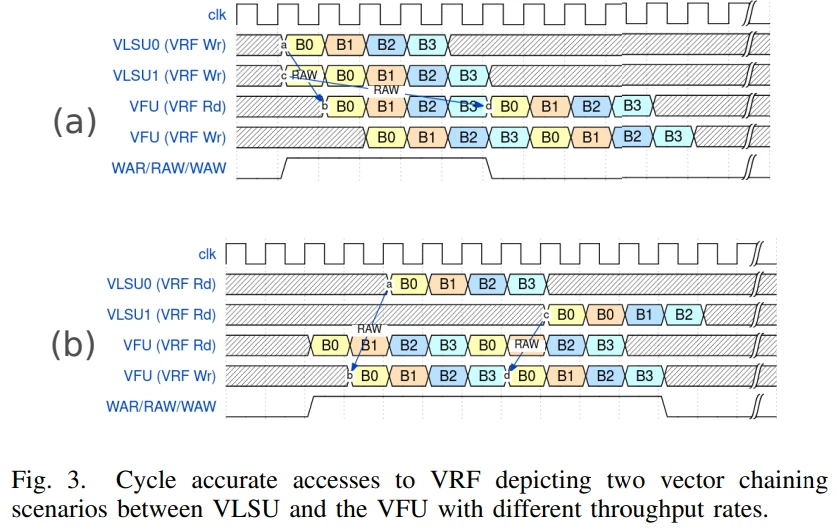 clk
VLSU0 (VRF Wr) a B0 B1 B2 B3
VLSU1 (VRF Wr) c RAW B0 B1 B2 B3
RAW
(a)
VFU (VRF Rd) b B0 B1 B2 B3 B0 B1 B2 B3
VFU (VRF Wr) B0 B1 B2 B3 B0 B1 B2 B3
WAR/RAW/WAW
clk
VLSU0 (VRF Rd) a B0 B1 B2 B3
VLSU1 (VRF Rd) c B0 B0 B1 B2
RAW
(b)
VFU (VRF Rd) B0 B1 B2 B3 B0 RAW B2 B3
VFU (VRF Wr) b B0 B1 B2 B3 d B0 B1 B2 B3
WAR/RAW/WAW
Fig. 3. Cycle accurate accesses to VRF depicting two vector chaining
scenarios between VLSU and the VFU with different throughput rates.